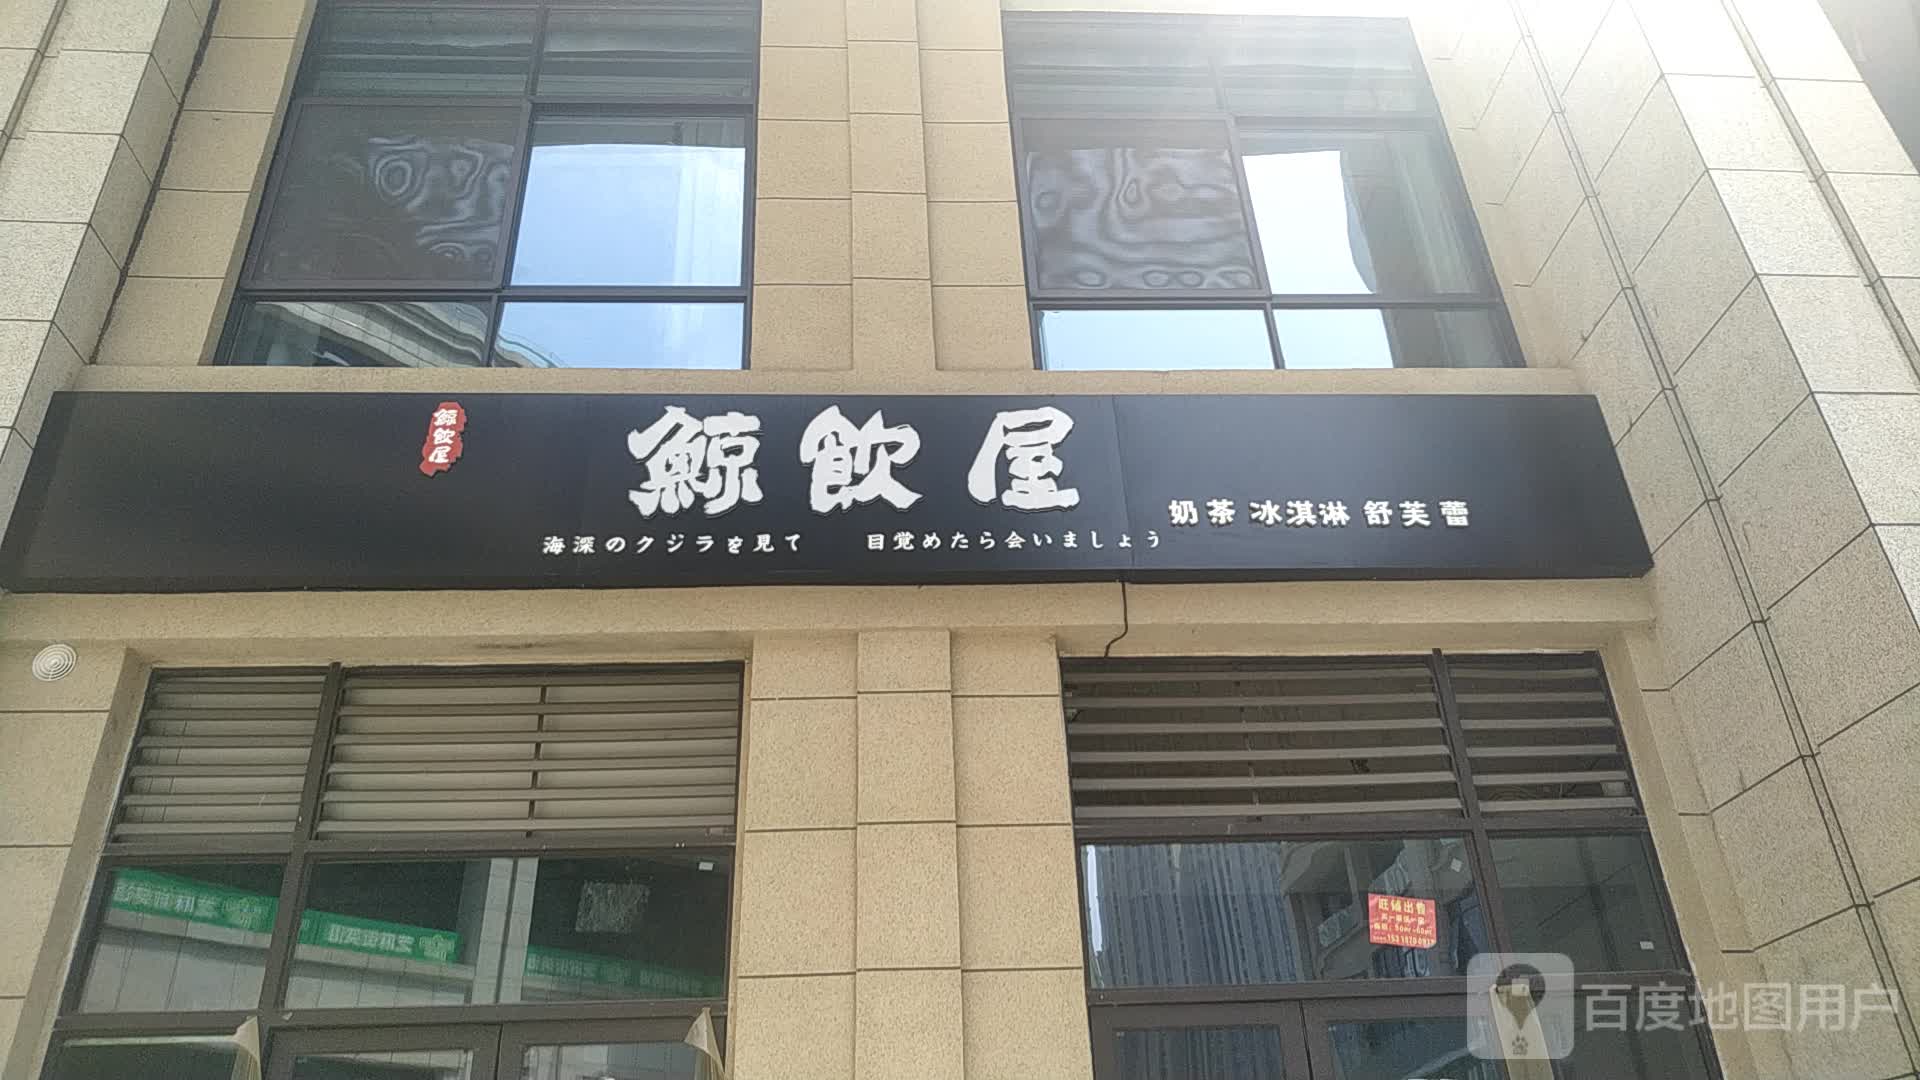 鯨飲屋
鯨飲屋
奶茶 冰淇淋 舒芙蕾
海深のクジラを見て 目覚めたら会いましょう
旺铺出售
百度地图用户